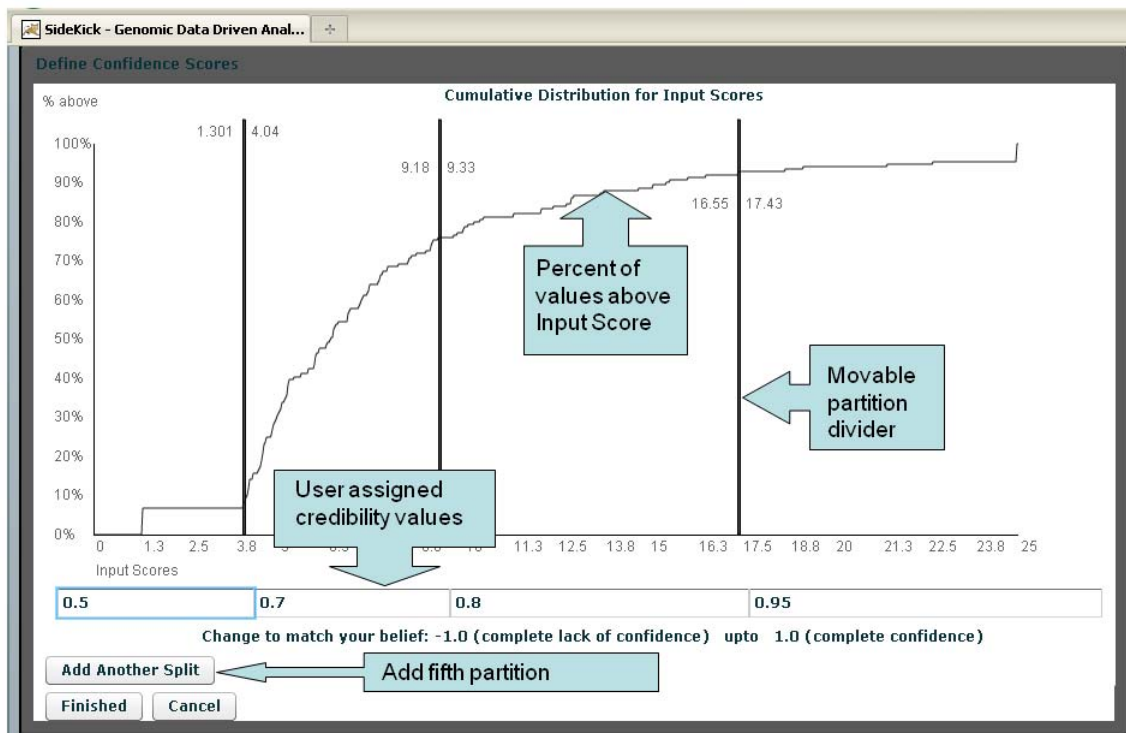 SideKick - Genomic Data Driven Anal...
Define Confidence Scores
% above
Cumulative Distribution for Input Scores
1.301 4.04
100%
9.18 9.33
90%
80%
16.55 17.43
70%
Percent of
values above
Input Score
60%
50%
40%
Movable
partition
divider
30%
20%
User assigned
credibility values
10%
0%
0 1.3 2.5 3.8 10 11.3 12.5 13.8 15 16.3 17.5 18.8 20 21.3 22.5 23.8 25
Input Scores
0.5 0.7 0.8 0.95
Change to match your belief: -1.0 (complete lack of confidence) upto 1.0 (complete confidence)
Add Another Split
Add fifth partition
Finished Cancel